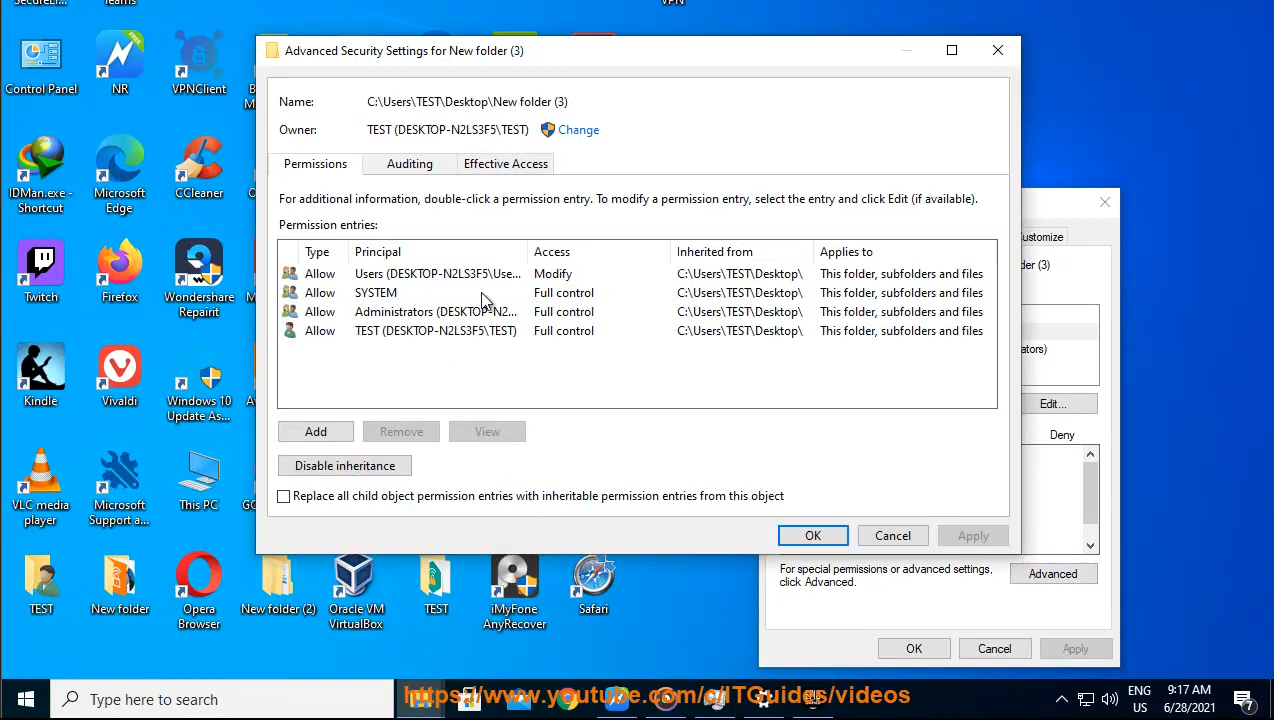 Teams
VPN
Control Panel
NR
VPNClient
IDMan.exe -
Shortcut
Microsoft
Edge
CCleaner
Twitch
Firefox
Wondershare
Repairit
Kindle
Vivaldi
Windows 10
Update As...
VLC media
player
Microsoft
Support a...
This PC
TEST
New folder
Opera
Browser
New folder (2)
Oracle VM
VirtualBox
TEST
iMyFone
AnyRecover
Safari
Advanced Security Settings for New folder (3)
Name: C:\Users\TEST\Desktop\New folder (3)
Owner: TEST (DESKTOP-N2LS3F5\TEST) Change
Permissions Auditing Effective Access
For additional information, double-click a permission entry. To modify a permission entry, select the entry and click Edit (if available).
Permission entries:
Type Principal Access Inherited from Applies to
Allow Users (DESKTOP-N2LS3F5\Use... Modify C:\Users\TEST\Desktop\ This folder, subfolders and files
Allow SYSTEM Full control C:\Users\TEST\Desktop\ This folder, subfolders and files
Allow Administrators (DESKTOP-N2... Full control C:\Users\TEST\Desktop\ This folder, subfolders and files
Allow TEST (DESKTOP-N2LS3F5\TEST) Full control C:\Users\TEST\Desktop\ This folder, subfolders and files
Add Remove View
Disable inheritance
Replace all child object permission entries with inheritable permission entries from this object
OK Cancel Apply
ustomize
der (3)
ators)
Edit...
Deny
For special permissions or advanced settings,
click Advanced.
Advanced
OK Cancel Apply
Type here to search
https://www.youtube.com/c/ITGuides/videos
ENG
US
9:17 AM
6/28/2021
7